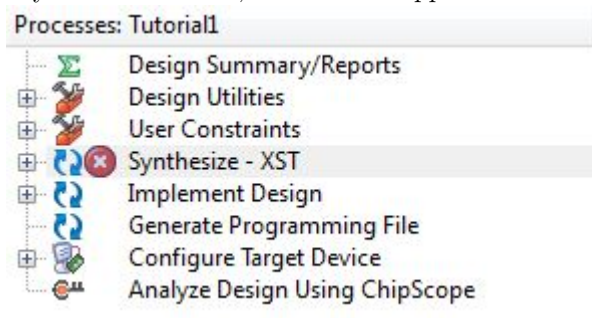 Processes: Tutorial1
Design Summary/Reports
Design Utilities
User Constraints
Synthesize - XST
Implement Design
Generate Programming File
Configure Target Device
Analyze Design Using ChipScope